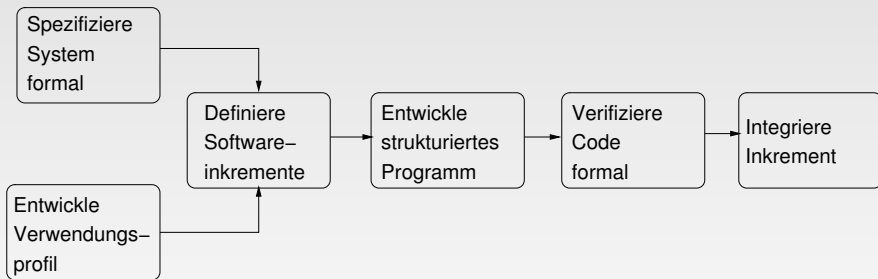 Spezifiziere
System
formal
Definiere
Software−
inkremente
Entwickle
strukturiertes
Programm
Verifiziere
Code
formal
Integriere
Inkrement
Entwickle
Verwendungs−
profil